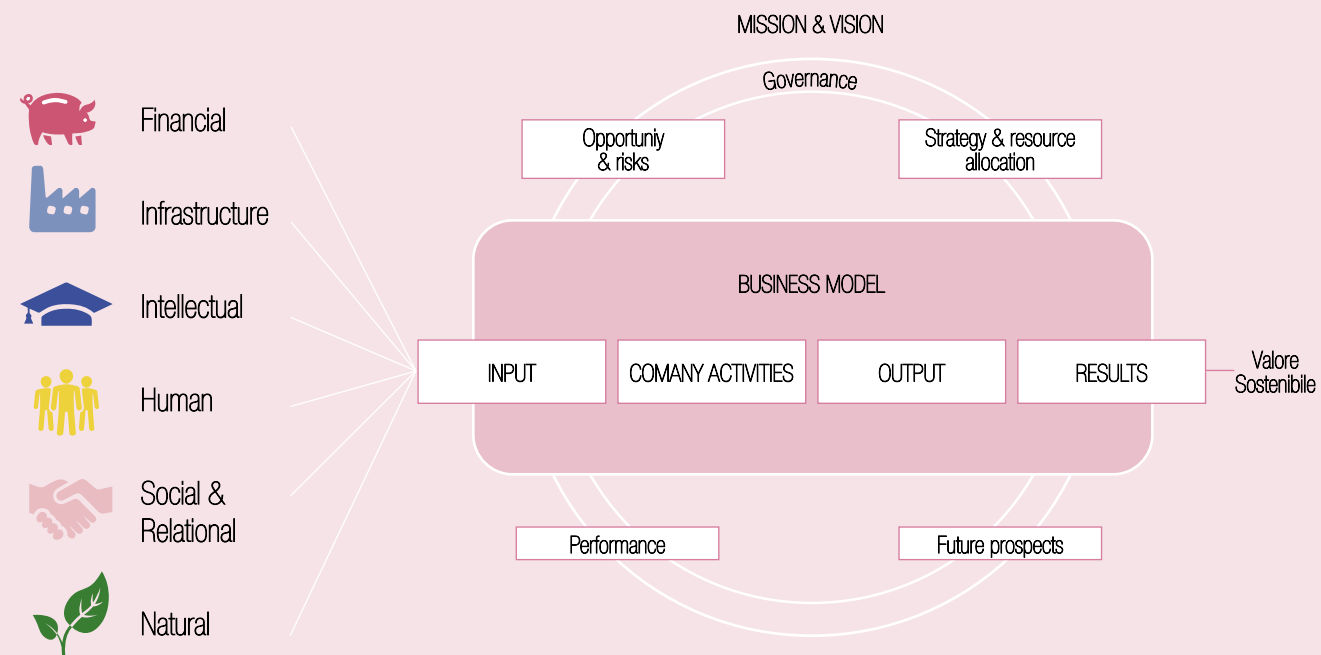 MISSION & VISION
Governance
Opportuniy
& risks
Strategy & resource
allocation
Financial
Infrastructure
Intellectual
Human
Social &
Relational
Natural
BUSINESS MODEL
INPUT
COMANY ACTIVITIES
OUTPUT
RESULTS
Valore
Sostenibile
Performance
Future prospects